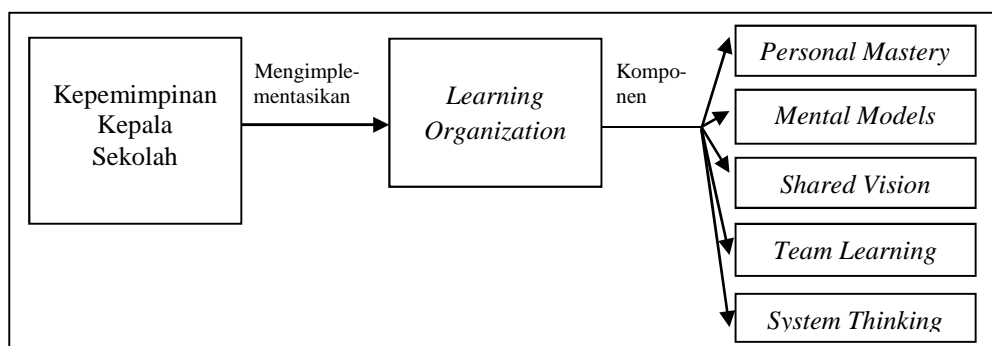 Kepemimpinan
Kepala
Sekolah
Mengimple-
mentasikan
Learning
Organization
Kompo-
nen
Personal Mastery
Mental Models
Shared Vision
Team Learning
System Thinking